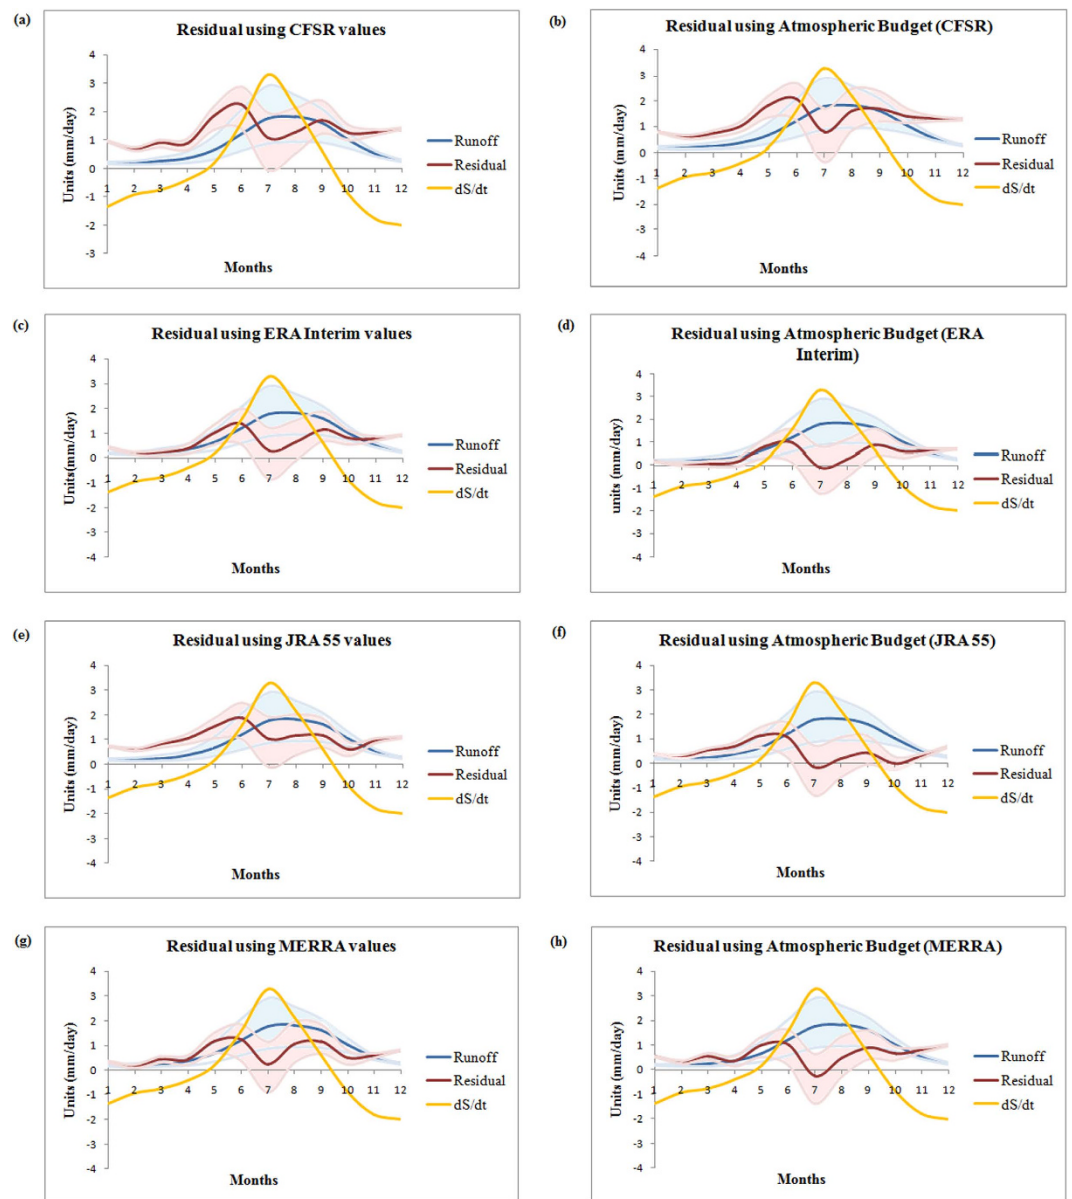 (a)
Residual using CFSR values
4
3
2
1
0
-1
-2
-3
1 2 3 4 5 6 7 8 9 10 11 12
Units (mm/day)
Months
Runoff
Residual
dS/dt
(b)
Residual using Atmospheric Budget (CFSR)
4
3
2
1
0
-1
-2
-3
-4
1 2 3 4 5 6 7 8 9 10 11 12
Units (mm/day)
Months
Runoff
Residual
dS/dt
(c)
Residual using ERA Interim values
4
3
2
1
0
-1
-2
-3
-4
1 2 3 4 5 6 7 8 9 10 11 12
Units(mm/day)
Months
Runoff
Residual
dS/dt
(d)
Residual using Atmospheric Budget (ERA
Interim)
4
3
2
1
0
-1
-2
-3
-4
1 2 3 4 5 6 7 8 9 10 11 12
units (mm/day)
Months
Runoff
Residual
dS/dt
(e)
Residual using JRA 55 values
4
3
2
1
0
-1
-2
-3
-4
1 2 3 4 5 6 7 8 9 10 11 12
Units (mm/day)
Months
Runoff
Residual
dS/dt
(f)
Residual using Atmospheric Budget (JRA 55)
4
3
2
1
0
-1
-2
-3
-4
1 2 3 4 5 6 7 8 9 10 11 12
Units (mm/day)
Months
Runoff
Residual
dS/dt
(g)
Residual using MERRA values
4
3
2
1
0
-1
-2
-3
-4
1 2 3 4 5 6 7 8 9 10 11 12
Units (mm/day)
Months
Runoff
Residual
dS/dt
(h)
Residual using Atmospheric Budget (MERRA)
4
3
2
1
0
-1
-2
-3
-4
1 2 3 4 5 6 7 8 9 10 11 12
Units (mm/day)
Months
Runoff
Residual
dS/dt